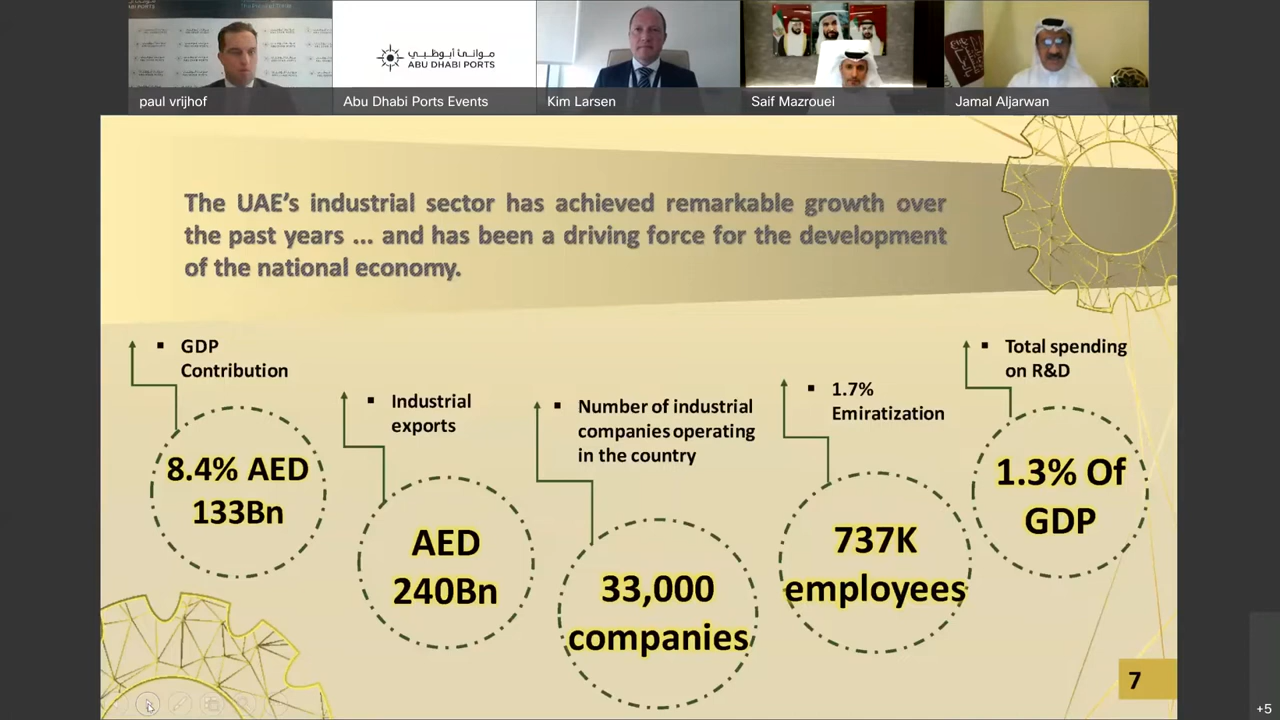 paul vrijhof
موانئ أبوظبي
ABU DHABI PORTS
Abu Dhabi Ports Events
Kim Larsen
Saif Mazrouei
Jamal Aljarwan
The UAE’s industrial sector has achieved remarkable growth over
the past years ... and has been a driving force for the development
of the national economy.
▪ GDP
Contribution
8.4% AED
133Bn
▪ Industrial
exports
AED
240Bn
▪ Number of industrial
companies operating
in the country
33,000
companies
▪ 1.7%
Emiratization
737K
employees
▪ Total spending
on R&D
1.3% Of
GDP
7
+5